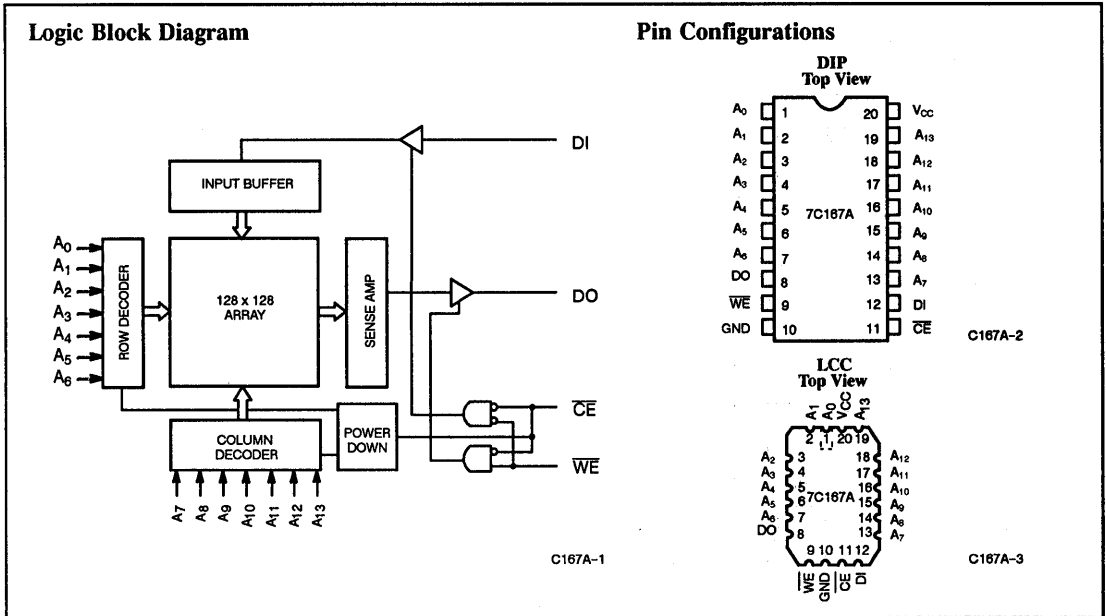 Logic Block Diagram
DI
INPUT BUFFER
A0
A1
A2
A3
A4
A5
A6
ROW DECODER
128 x 128
ARRAY
SENSE AMP
DO
CE
WE
POWER
DOWN
COLUMN
DECODER
A7 A8 A9 A10 A11 A12 A13
C167A-1
Pin Configurations
DIP
Top View
A0 1 20 VCC
A1 2 19 A13
A2 3 18 A12
A3 4 17 A11
A4 5 16 A10
7C167A
A5 6 15 A9
A6 7 14 A8
DO 8 13 A7
WE 9 12 DI
GND 10 11 CE
C167A-2
LCC
Top View
A1 A0 VCC A13
2 1 20 19
A2 3 18 A12
A3 4 17 A11
A4 5 16 A10
7C167A
A5 6 15 A9
A6 7 14 A8
DO 8 13 A7
9 10 11 12
WE GND CE DI
C167A-3